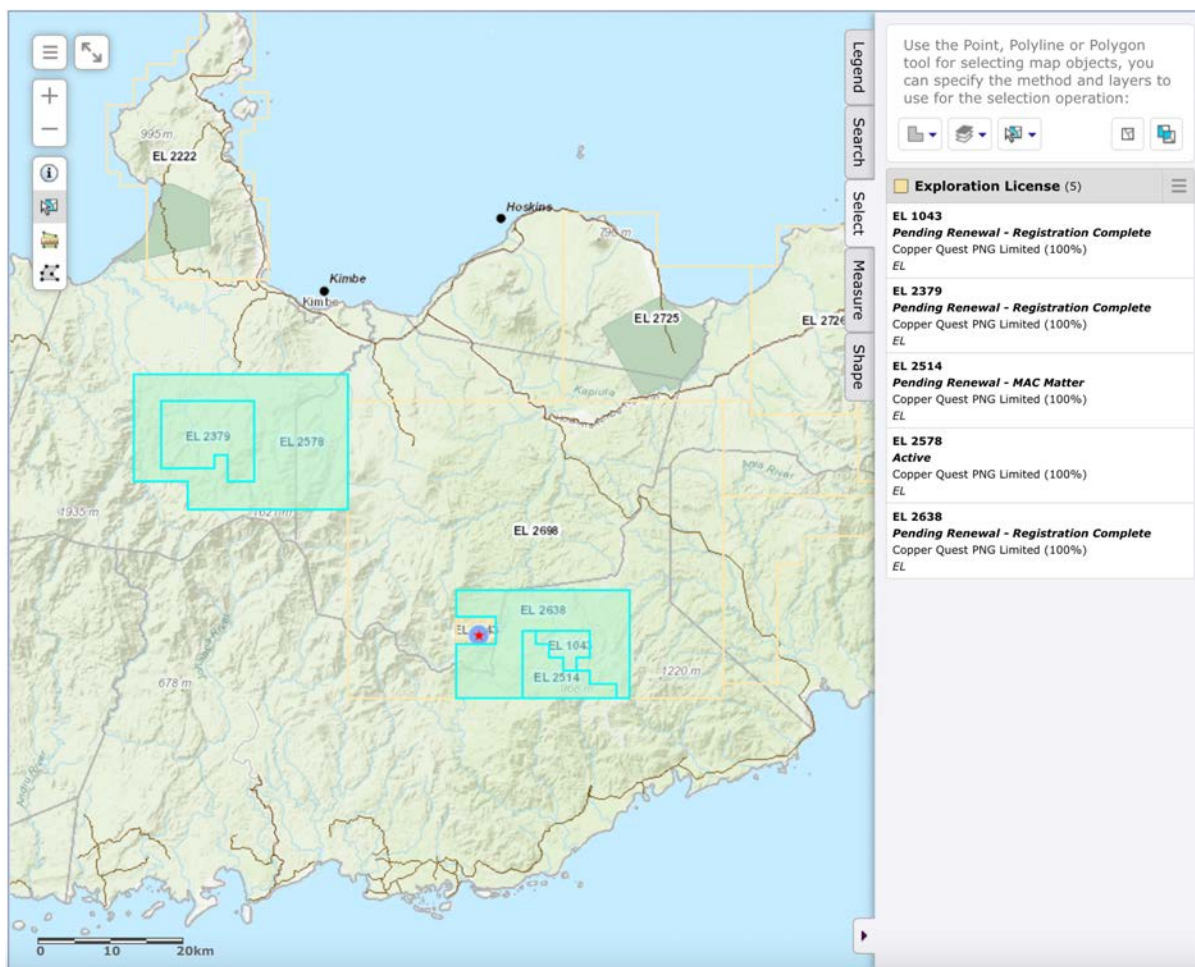 995 m
EL 2222
Hoskins
796 m
Kimbe
Kimbe
EL 2725
EL 2726
Kapiura
EL 2379
EL 2578
Ania River
1935 m
EL 2698
EL 2638
EL 1043
678 m
1220 m
EL 2514
Andru River
0 10 20km
Legend
Search
Select
Measure
Shape
Use the Point, Polyline or Polygon
tool for selecting map objects, you
can specify the method and layers to
use for the selection operation:
Exploration License (5)
EL 1043
Pending Renewal - Registration Complete
Copper Quest PNG Limited (100%)
EL
EL 2379
Pending Renewal - Registration Complete
Copper Quest PNG Limited (100%)
EL
EL 2514
Pending Renewal - MAC Matter
Copper Quest PNG Limited (100%)
EL
EL 2578
Active
Copper Quest PNG Limited (100%)
EL
EL 2638
Pending Renewal - Registration Complete
Copper Quest PNG Limited (100%)
EL